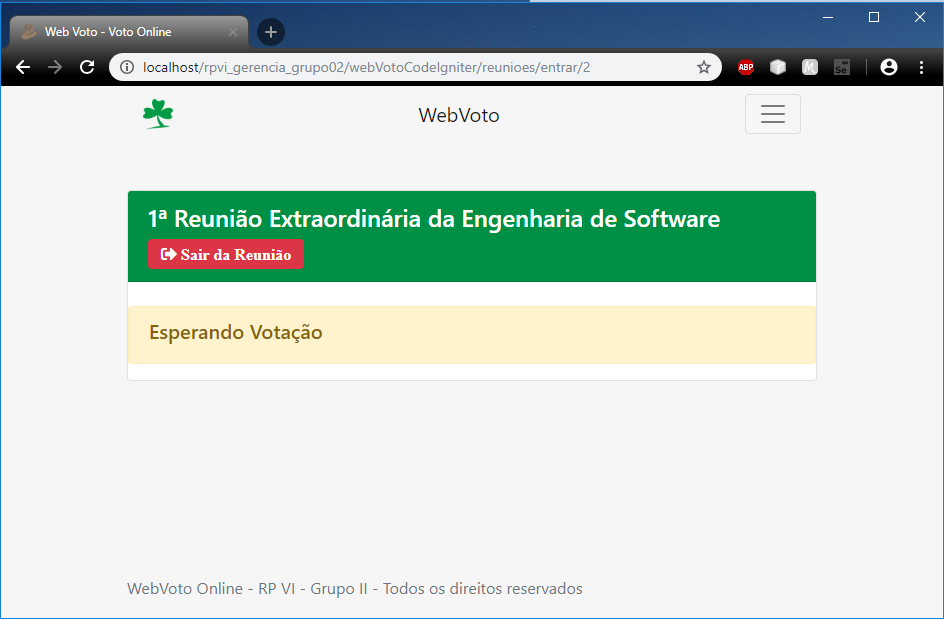 Web Voto - Voto Online
localhost/rpvi_gerencia_grupo02/webVotoCodeIgniter/reunioes/entrar/2
ABP
M
Se
WebVoto
1ª Reunião Extraordinária da Engenharia de Software
Sair da Reunião
Esperando Votação
WebVoto Online - RP VI - Grupo II - Todos os direitos reservados